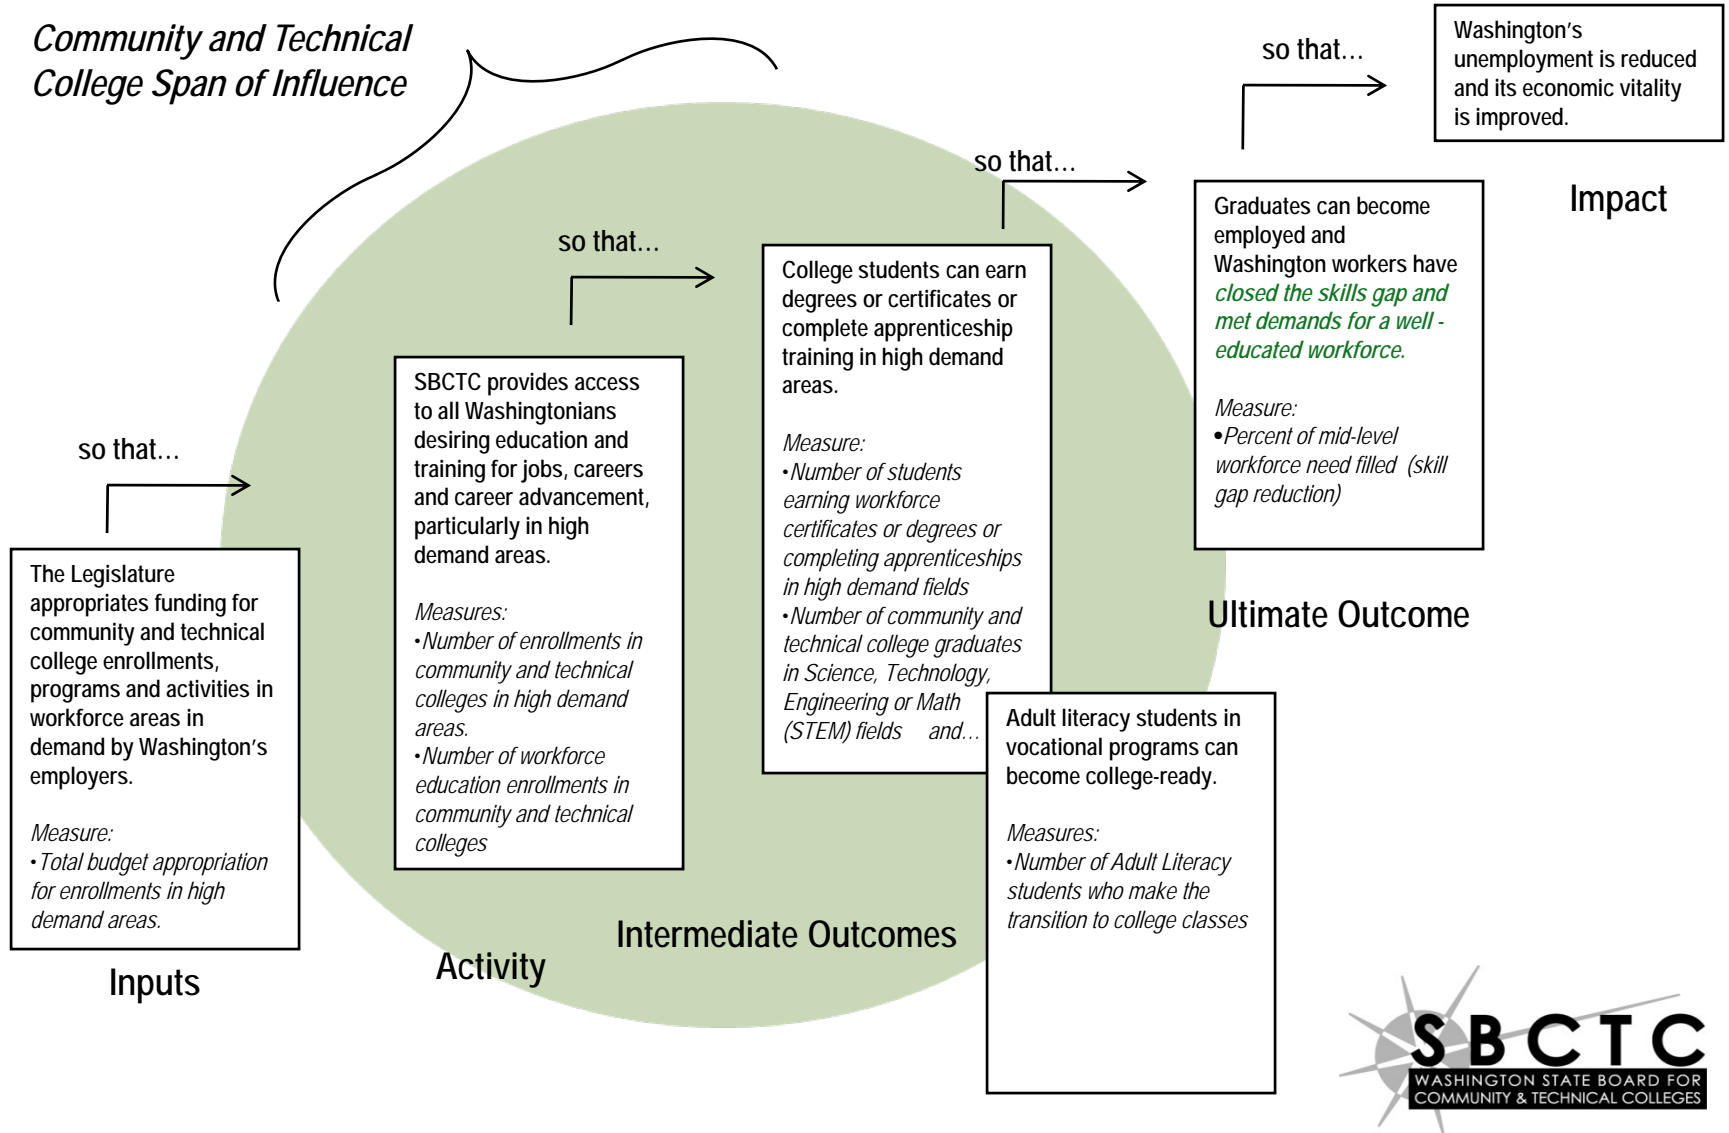 Community and Technical
College Span of Influence
so that...
Washington's
unemployment is reduced
and its economic vitality
is improved.
Impact
so that...
Graduates can become
employed and
Washington workers have
closed the skills gap and
met demands for a well -
educated workforce.
Measure:
•Percent of mid-level
workforce need filled (skill
gap reduction)
Ultimate Outcome
so that...
College students can earn
degrees or certificates or
complete apprenticeship
training in high demand
areas.
Measure:
•Number of students
earning workforce
certificates or degrees or
completing apprenticeships
in high demand fields
•Number of community and
technical college graduates
in Science, Technology,
Engineering or Math
(STEM) fields and...
Adult literacy students in
vocational programs can
become college-ready.
Measures:
•Number of Adult Literacy
students who make the
transition to college classes
Intermediate Outcomes
SBCTC provides access
to all Washingtonians
desiring education and
training for jobs, careers
and career advancement,
particularly in high
demand areas.
Measures:
•Number of enrollments in
community and technical
colleges in high demand
areas.
•Number of workforce
education enrollments in
community and technical
colleges
Activity
so that...
The Legislature
appropriates funding for
community and technical
college enrollments,
programs and activities in
workforce areas in
demand by Washington's
employers.
Measure:
•Total budget appropriation
for enrollments in high
demand areas.
Inputs
SBCTC
WASHINGTON STATE BOARD FOR
COMMUNITY & TECHNICAL COLLEGES